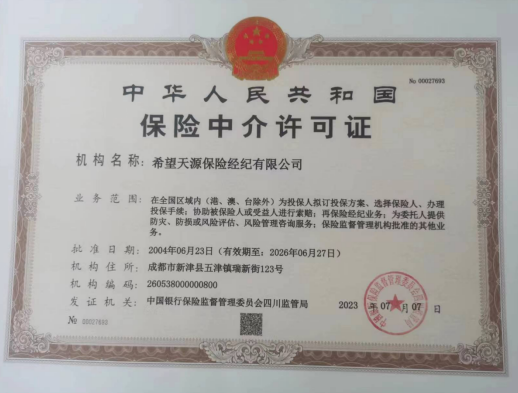 No 00027693
中华人民共和国
保险中介许可证
机构名称：希望天源保险经纪有限公司
业务范围：在全国区域内（港、澳、台除外）为投保人拟订投保方案、选择保险人、办理
投保手续；协助被保险人或受益人进行索赔；再保险经纪业务；为委托人提供
防灾、防损或风险评估、风险管理咨询服务；保险监督管理机构批准的其他业
务。
批准日期：2004年06月23日（有效期至：2026年06月27日）
机构住所：成都市新津县五津镇瑞新街123号
机构编码：260538000000800
发证机关：中国银行保险监督管理委员会四川监管局
2023年07月07日
No 00027693